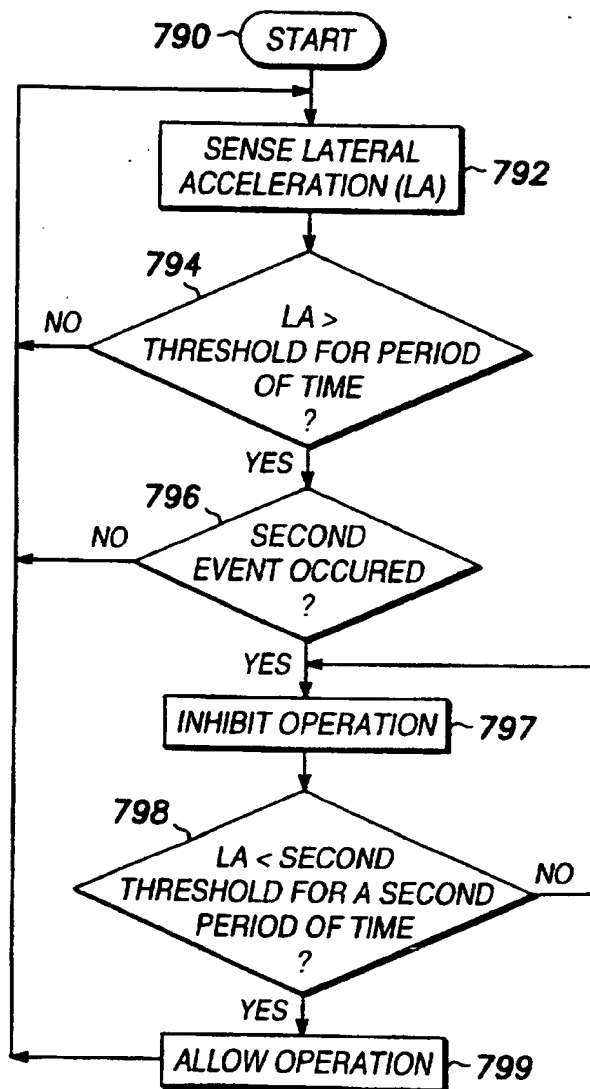 790
START
SENSE LATERAL
ACCELERATION (LA)
792
794
NO
LA >
THRESHOLD FOR PERIOD
OF TIME
?
YES
796
NO
SECOND
EVENT OCCURED
?
YES
INHIBIT OPERATION
797
798
LA < SECOND
THRESHOLD FOR A SECOND
PERIOD OF TIME
?
NO
YES
ALLOW OPERATION
799